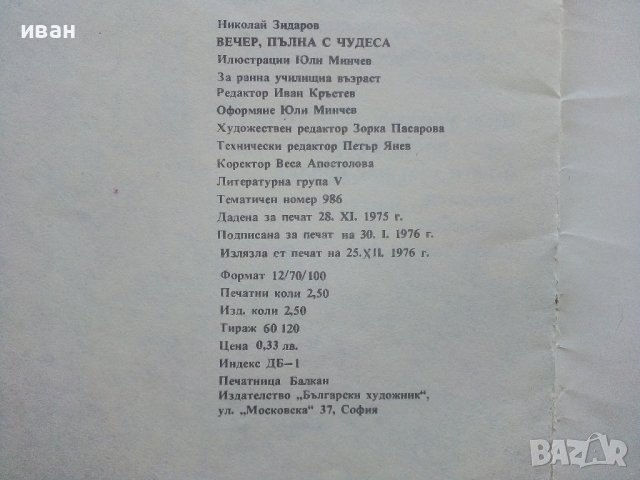 иван
Николай Зидаров
ВЕЧЕР, ПЪЛНА С ЧУДЕСА
Илюстрации Юли Минчев
За ранна училищна възраст
Редактор Иван Кръстев
Оформяне Юли Минчев
Художествен редактор Зорка Пасарова
Технически редактор Петър Янев
Коректор Веса Апостолова
Литературна група V
Тематичен номер 986
Дадена за печат 28. XI. 1975 г.
Подписана за печат на 30. I. 1976 г.
Излязла от печат на 25.XII. 1976 г.
Формат 12/70/100
Печатни коли 2,50
Изд. коли 2,50
Тираж 60 120
Цена 0,33 лв.
Индекс ДБ—1
Печатница Балкан
Издателство „Български художник“,
ул. „Московска“ 37, София
BAZAR
bg